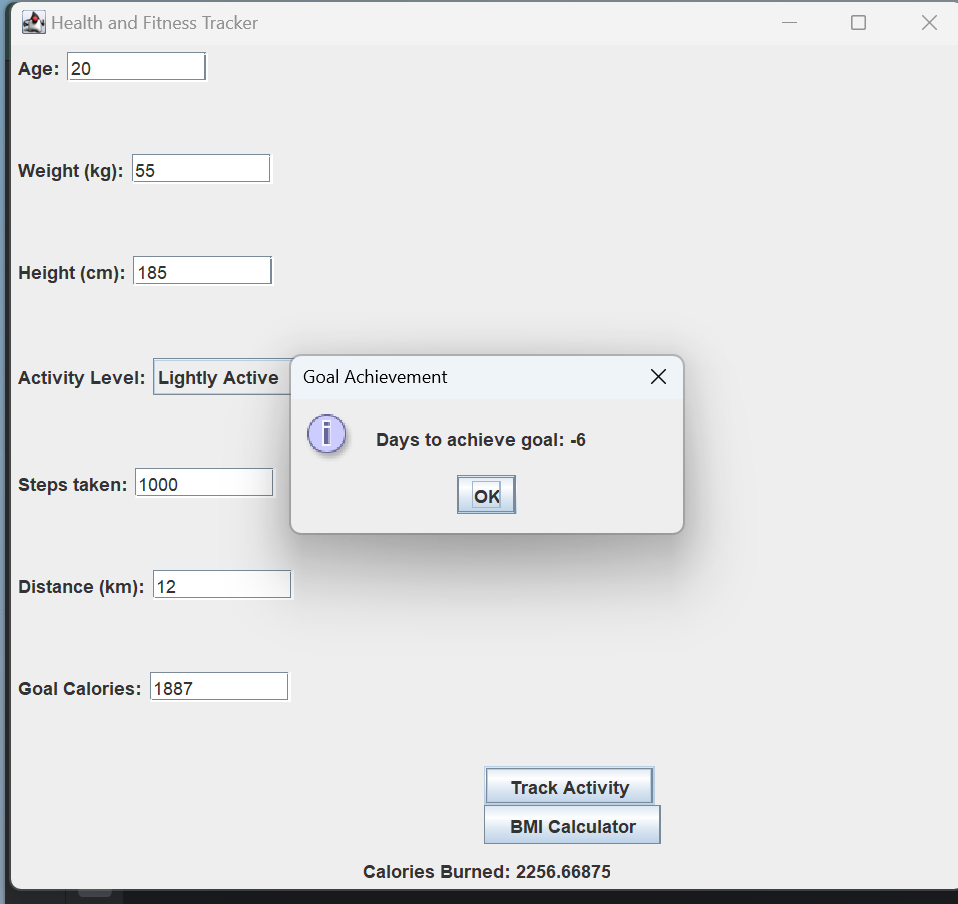 Health and Fitness Tracker
Age: 20
Weight (kg): 55
Height (cm): 185
Activity Level: Lightly Active
Goal Achievement
Days to achieve goal: -6
OK
Steps taken: 1000
Distance (km): 12
Goal Calories: 1887
Track Activity
BMI Calculator
Calories Burned: 2256.66875